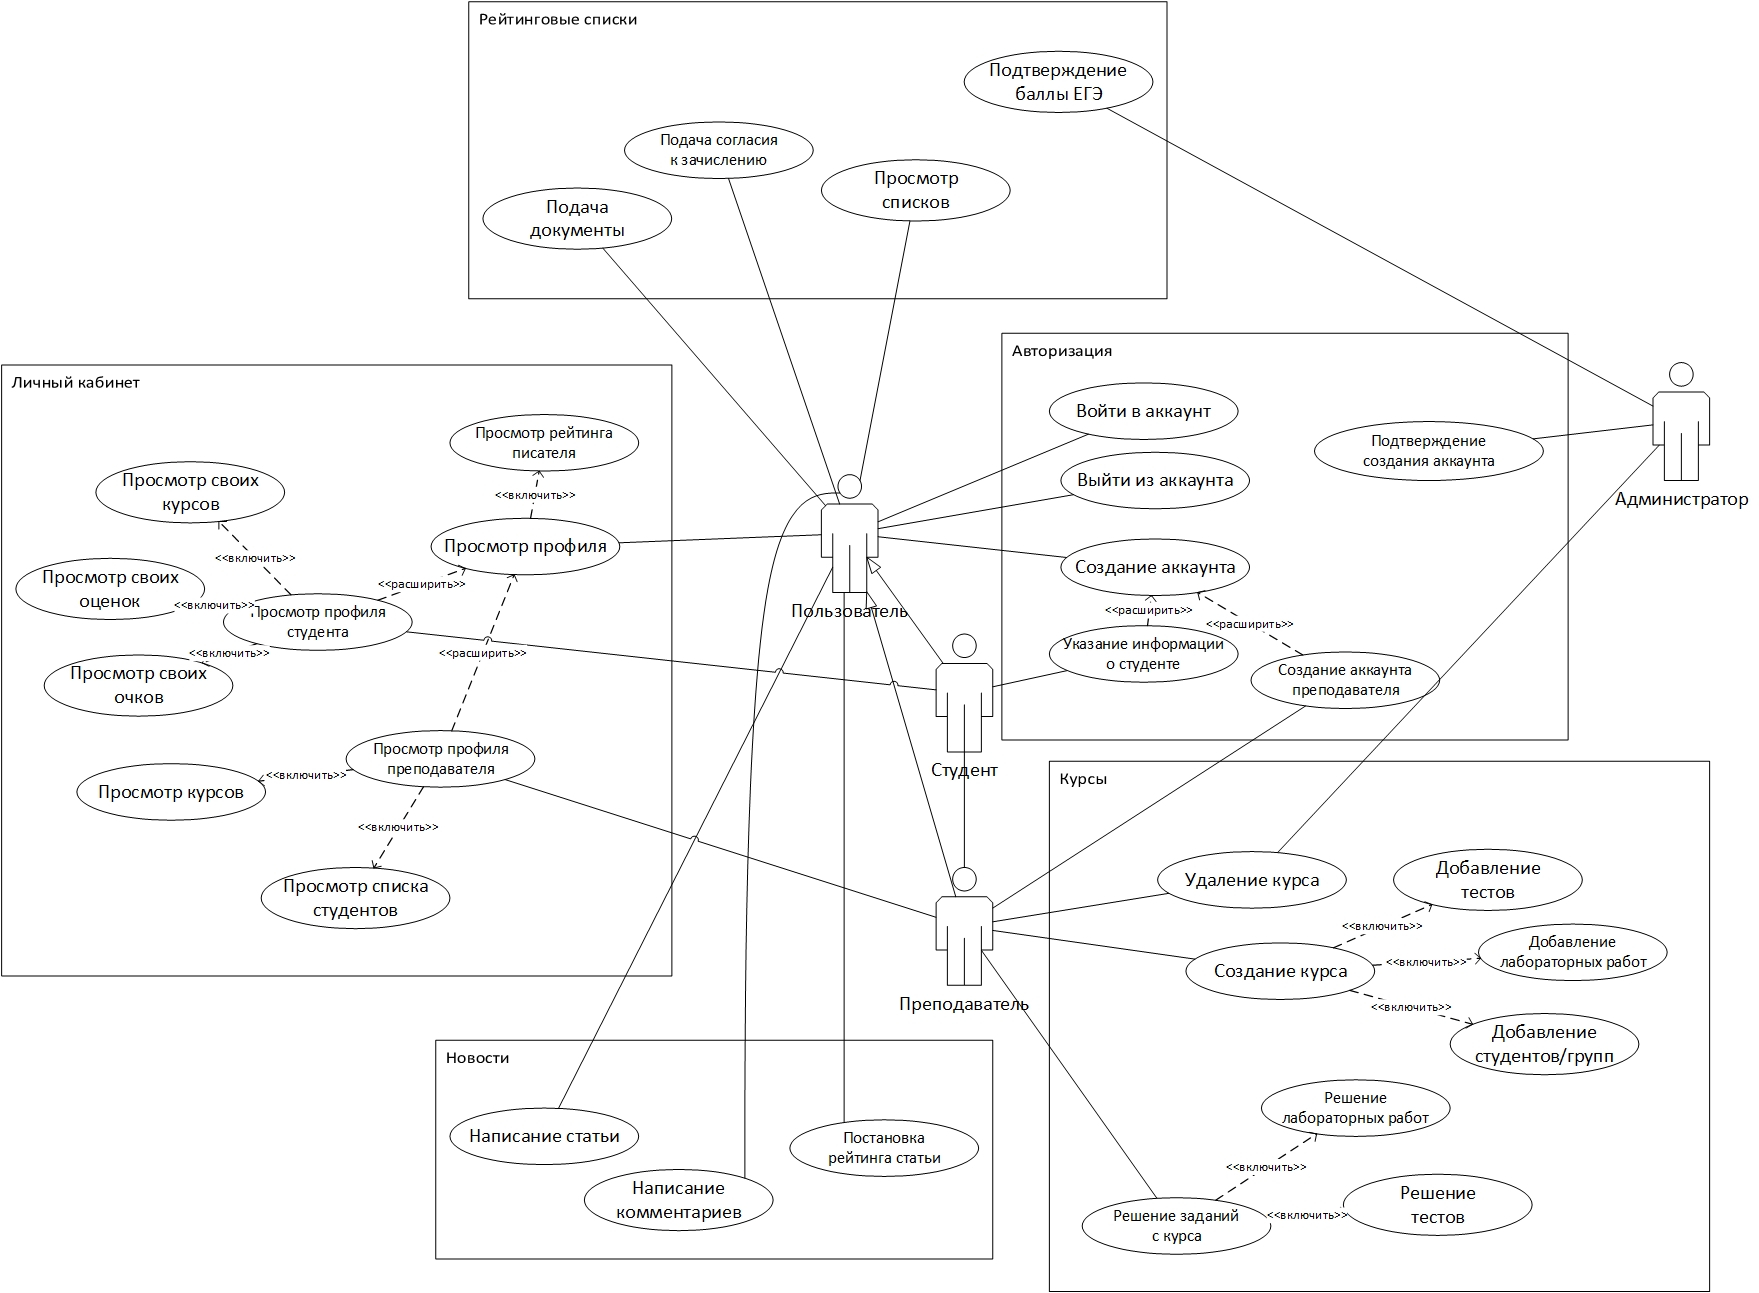 Рейтинговые списки
Подтверждение
баллы ЕГЭ
Подача согласия
к зачислению
Просмотр
списков
Подача
документы
Авторизация
Войти в аккаунт
Выйти из аккаунта
Подтверждение
создания аккаунта
Создание аккаунта
<<расширить>>
<<расширить>>
Указание информации
о студенте
Создание аккаунта
преподавателя
Администратор
Личный кабинет
Просмотр рейтинга
писателя
<<включить>>
Просмотр своих
курсов
<<включить>>
Просмотр профиля
Просмотр своих
оценок
<<включить>>
<<расширить>>
Просмотр профиля
студента
<<включить>>
Просмотр своих
очков
<<расширить>>
Просмотр профиля
преподавателя
<<включить>>
Просмотр курсов
<<включить>>
Просмотр списка
студентов
Пользователь
Студент
Преподаватель
Курсы
Удаление курса
Добавление
тестов
<<включить>>
Создание курса
<<включить>>
Добавление
лабораторных работ
<<включить>>
Добавление
студентов/групп
Решение
лабораторных работ
<<включить>>
Решение заданий
с курса
<<включить>>
Решение
тестов
Новости
Написание статьи
Написание
комментариев
Постановка
рейтинга статьи